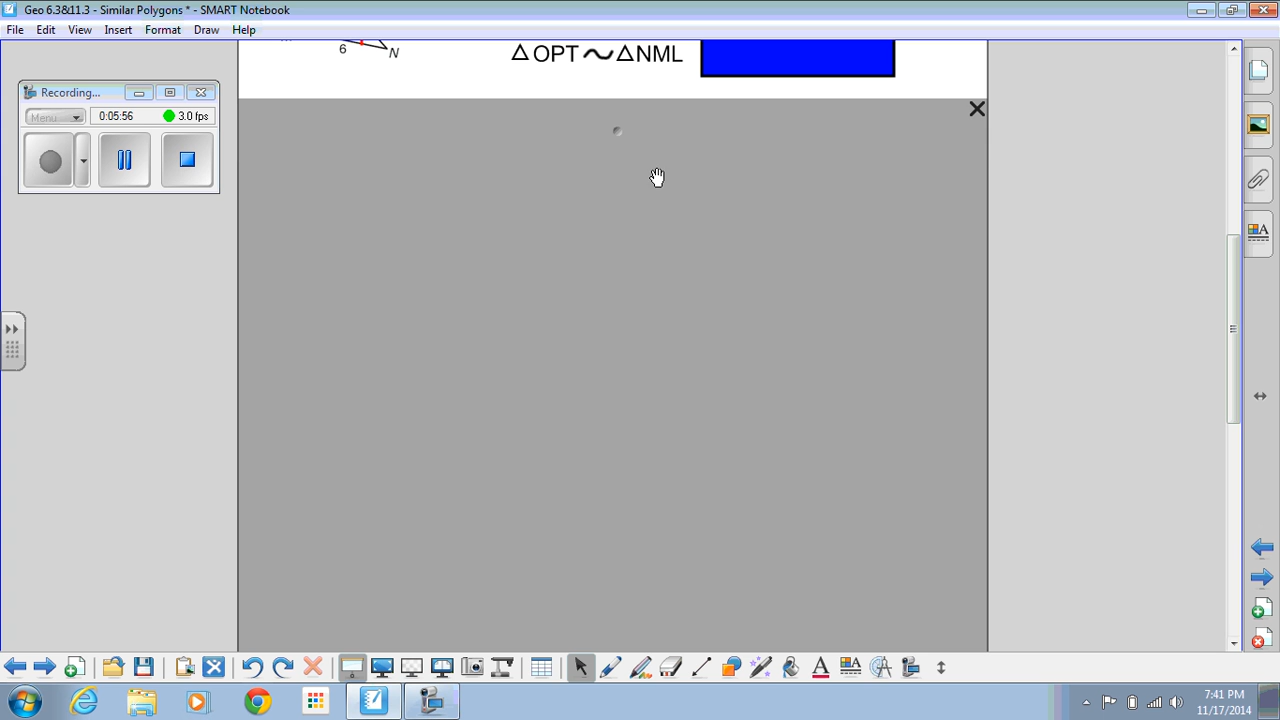 Geo 6.3&11.3 - Similar Polygons * - SMART Notebook
File Edit View Insert Format Draw Help
6 N
△OPT~△NML
Recording...
Menu 0:05:56 3.0 fps
7:41 PM
11/17/2014